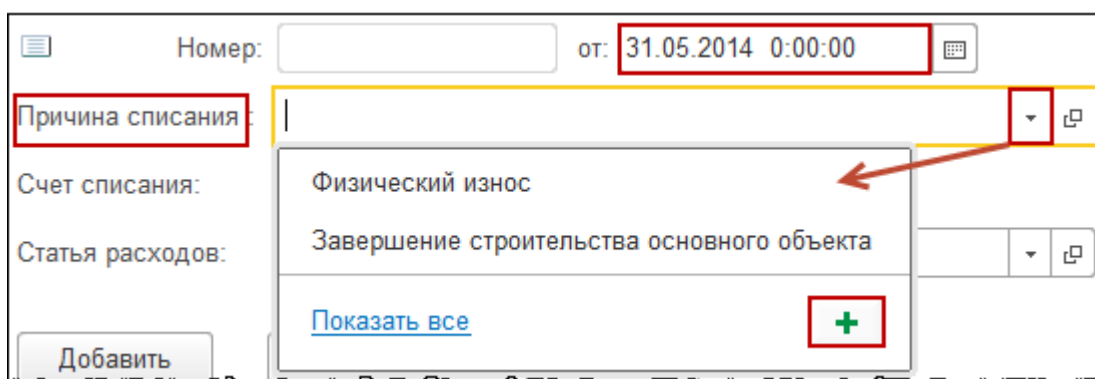 Номер: от: 31.05.2014 0:00:00
Причина списания :
Физический износ
Счет списания:
Завершение строительства основного объекта
Статья расходов:
Показать все
Добавить